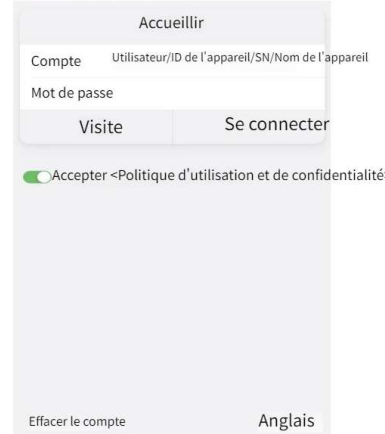 Accueillir
Compte Utilisateur/ID de l'appareil/SN/Nom de l'appareil
Mot de passe
Visite Se connecter
Accepter <Politique d'utilisation et de confidentialité>
Effacer le compte Anglais